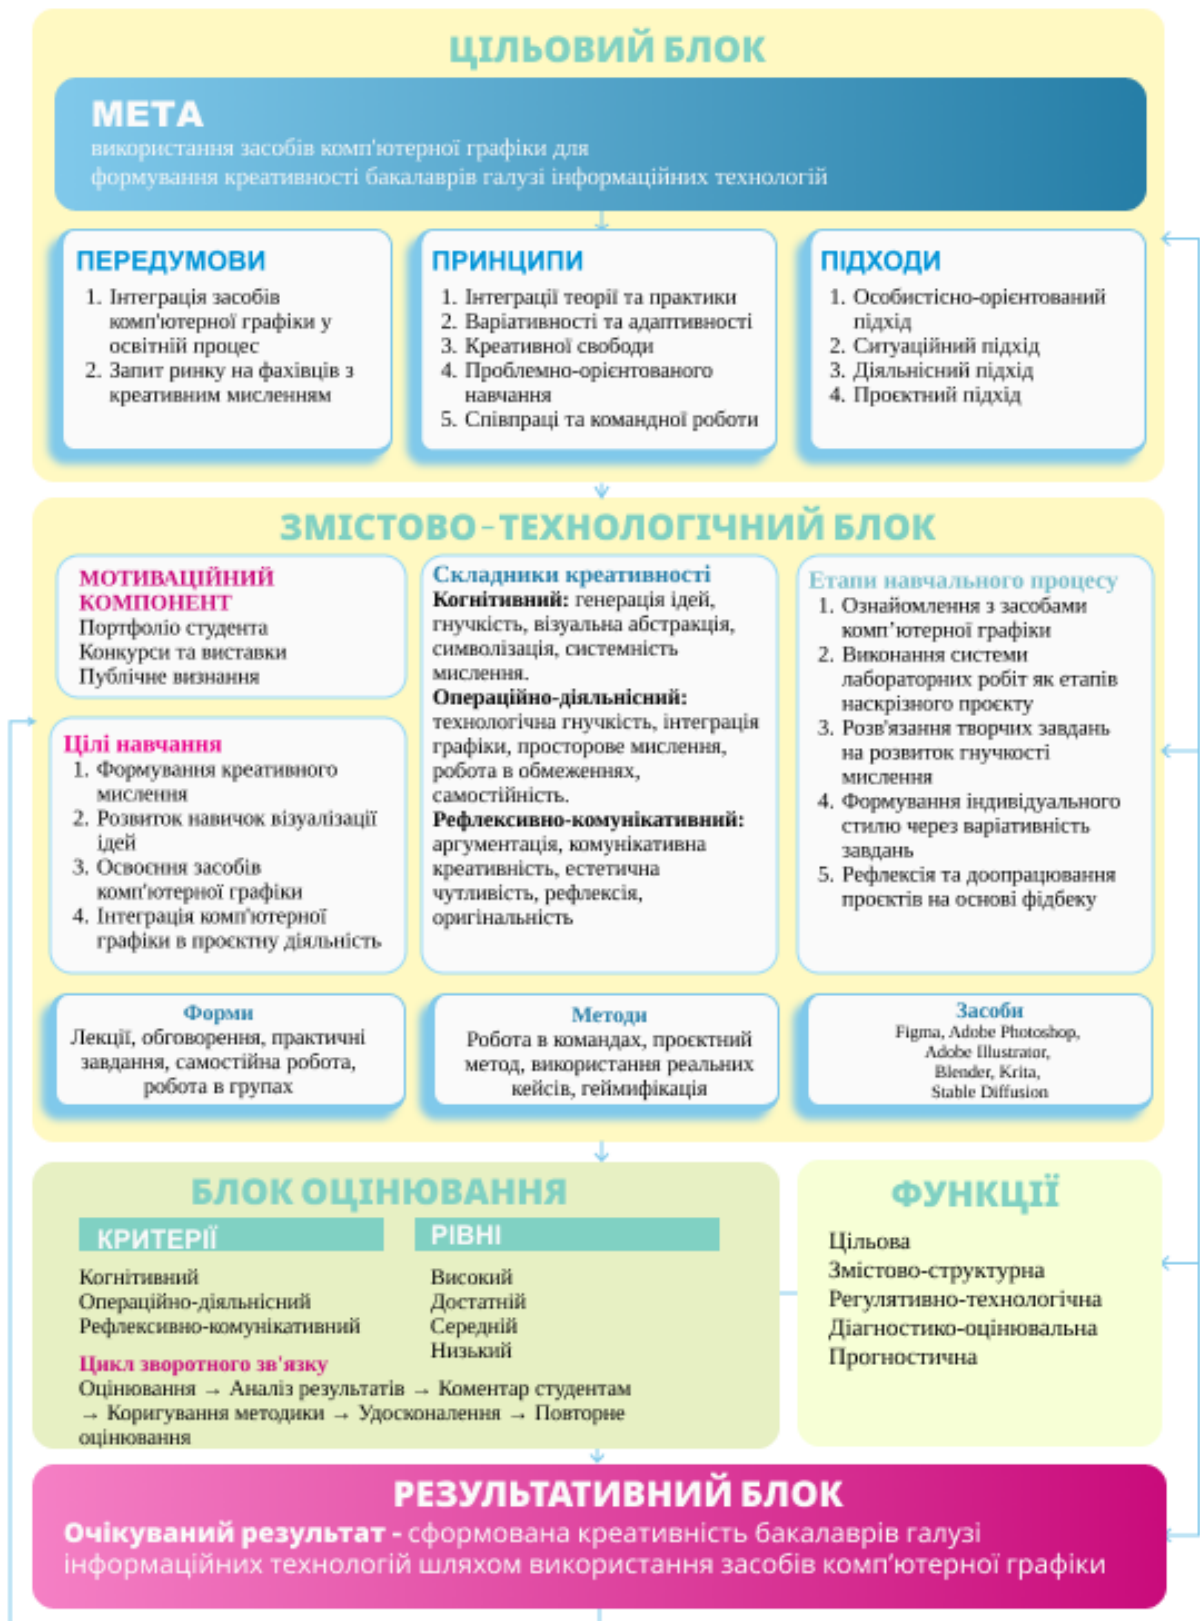 ЦІЛЬОВИЙ БЛОК
МЕТА
використання засобів комп'ютерної графіки для
формування креативності бакалаврів галузі інформаційних технологій
ПЕРЕДУМОВИ
1. Інтеграція засобів
комп'ютерної графіки у
освітній процес
2. Запит ринку на фахівців з
креативним мисленням
ПРИНЦИПИ
1. Інтеграції теорії та практики
2. Варіативності та адаптивності
3. Креативної свободи
4. Проблемно-орієнтованого
навчання
5. Співпраці та командної роботи
ПІДХОДИ
1. Особистісно-орієнтований
підхід
2. Ситуаційний підхід
3. Діяльнісний підхід
4. Проєктний підхід
ЗМІСТОВО-ТЕХНОЛОГІЧНИЙ БЛОК
МОТИВАЦІЙНИЙ
КОМПОНЕНТ
Портфоліо студента
Конкурси та виставки
Публічне визнання
Цілі навчання
1. Формування креативного
мислення
2. Розвиток навичок візуалізації
ідей
3. Освоєння засобів
комп'ютерної графіки
4. Інтеграція комп'ютерної
графіки в проєктну діяльність
Складники креативності
Когнітивний: генерація ідей,
гнучкість, візуальна абстракція,
символізація, системність
мислення.
Операційно-діяльнісний:
технологічна гнучкість, інтеграція
графіки, просторове мислення,
робота в обмеженнях,
самостійність.
Рефлексивно-комунікативний:
аргументація, комунікативна
креативність, естетична
чутливість, рефлексія,
оригінальність
Етапи навчального процесу
1. Ознайомлення з засобами
комп’ютерної графіки
2. Виконання системи
лабораторних робіт як етапів
наскрізного проєкту
3. Розв'язання творчих завдань
на розвиток гнучкості
мислення
4. Формування індивідуального
стилю через варіативність
завдань
5. Рефлексія та доопрацювання
проєктів на основі фідбеку
Форми
Лекції, обговорення, практичні
завдання, самостійна робота,
робота в групах
Методи
Робота в командах, проєктний
метод, використання реальних
кейсів, геймифікація
Засоби
Figma, Adobe Photoshop,
Adobe Illustrator,
Blender, Krita,
Stable Diffusion
БЛОК ОЦІНЮВАННЯ
КРИТЕРІЇ
Когнітивний
Операційно-діяльнісний
Рефлексивно-комунікативний
РІВНІ
Високий
Достатній
Середній
Низький
Цикл зворотного зв'язку
Оцінювання → Аналіз результатів → Коментар студентам
→ Коригування методики → Удосконалення → Повторне
оцінювання
ФУНКЦІЇ
Цільова
Змістово-структурна
Регулятивно-технологічна
Діагностико-оцінювальна
Прогностична
РЕЗУЛЬТАТИВНИЙ БЛОК
Очікуваний результат - сформована креативність бакалаврів галузі
інформаційних технологій шляхом використання засобів комп’ютерної графіки